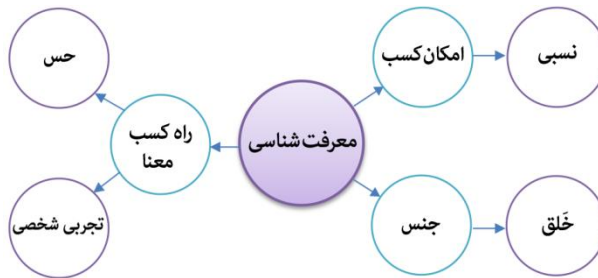 معرفت شناسی
امکان کسب
نسبی
جنس
خَلق
راه کسب
معنا
حس
تجربی شخصی